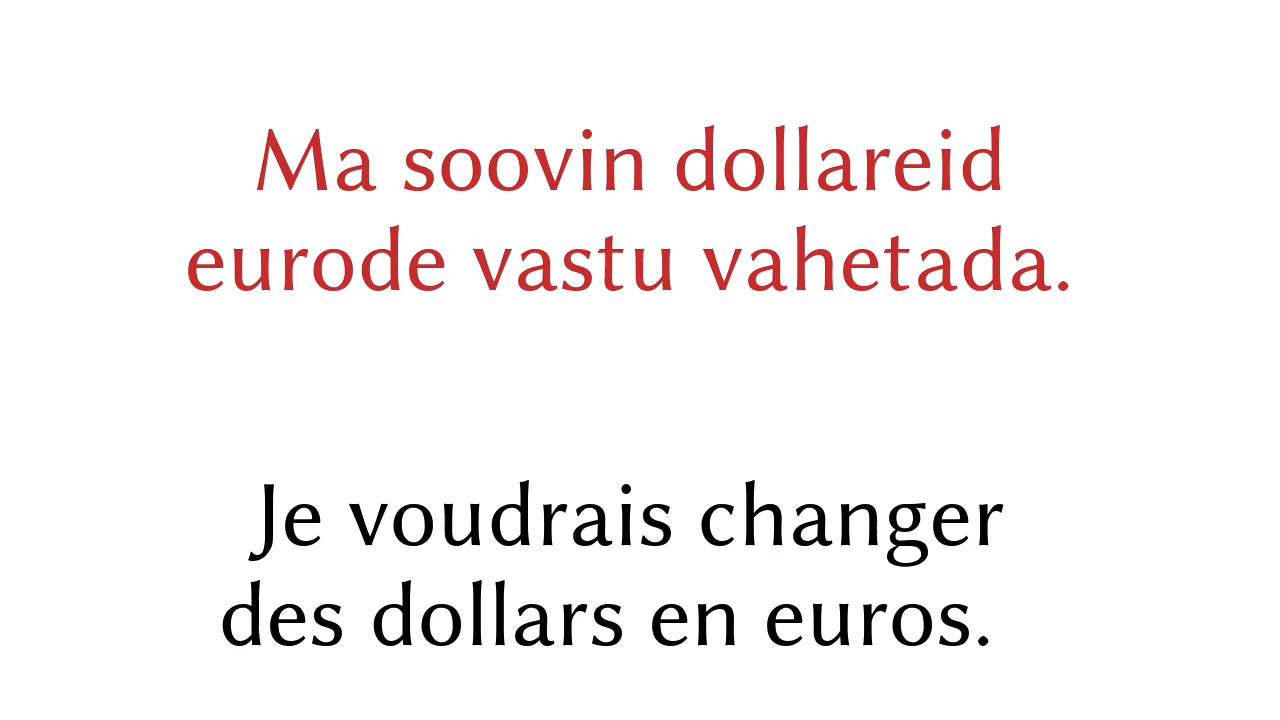 Ma soovin dollareid
eurode vastu vahetada.
Je voudrais changer
des dollars en euros.